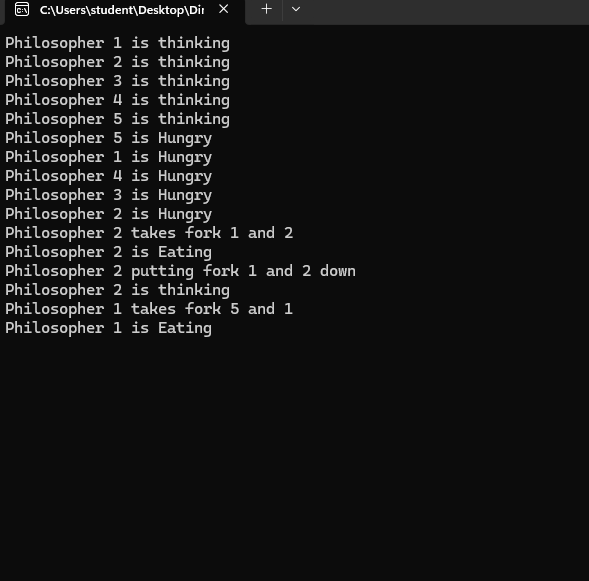 C:\Users\student\Desktop\Dir
Philosopher 1 is thinking
Philosopher 2 is thinking
Philosopher 3 is thinking
Philosopher 4 is thinking
Philosopher 5 is thinking
Philosopher 5 is Hungry
Philosopher 1 is Hungry
Philosopher 4 is Hungry
Philosopher 3 is Hungry
Philosopher 2 is Hungry
Philosopher 2 takes fork 1 and 2
Philosopher 2 is Eating
Philosopher 2 putting fork 1 and 2 down
Philosopher 2 is thinking
Philosopher 1 takes fork 5 and 1
Philosopher 1 is Eating